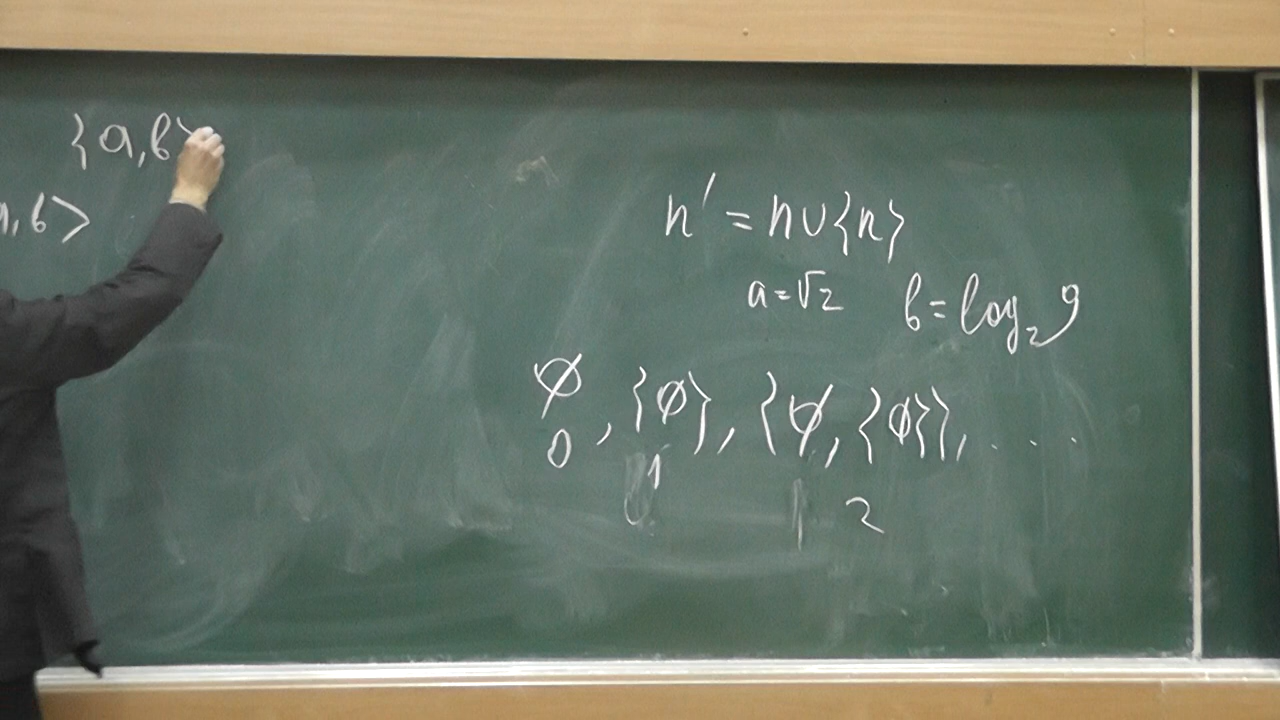 {a,b}
a,b>
n' = n∪{n}
a=√2 b=log₂9
∅, {∅}, {∅, {∅}}, ....
0 1 2